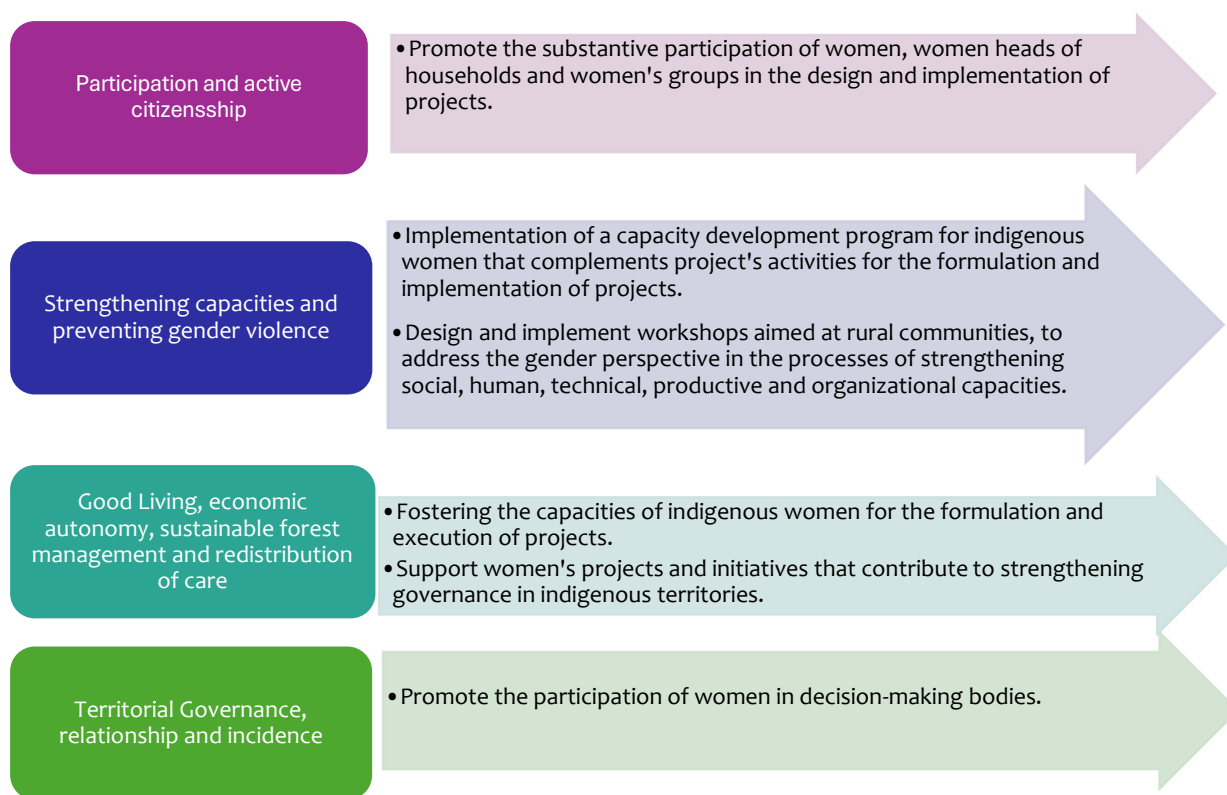 Participation and active
citizensship
•Promote the substantive participation of women, women heads of
households and women's groups in the design and implementation of
projects.
Strengthening capacities and
preventing gender violence
•Implementation of a capacity development program for indigenous
women that complements project's activities for the formulation and
implementation of projects.
•Design and implement workshops aimed at rural communities, to
address the gender perspective in the processes of strengthening
social, human, technical, productive and organizational capacities.
Good Living, economic
autonomy, sustainable forest
management and redistribution
of care
•Fostering the capacities of indigenous women for the formulation and
execution of projects.
•Support women's projects and initiatives that contribute to strengthening
governance in indigenous territories.
Territorial Governance,
relationship and incidence
•Promote the participation of women in decision-making bodies.